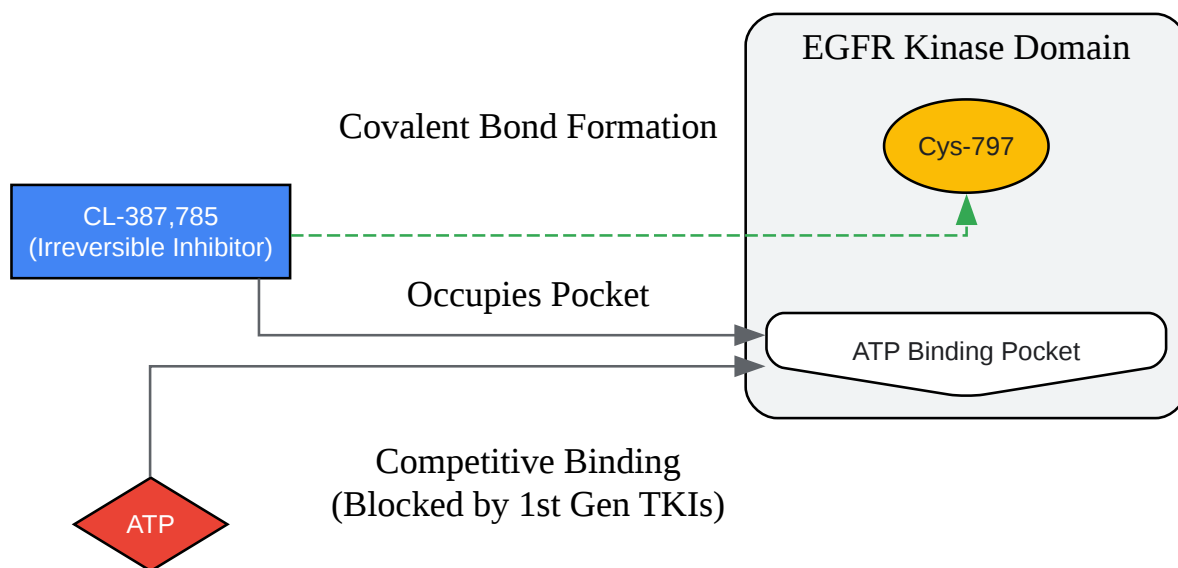 EGFR Kinase Domain
Covalent Bond Formation
Cys-797
CL-387,785
(Irreversible Inhibitor)
Occupies Pocket
ATP Binding Pocket
Competitive Binding
(Blocked by 1st Gen TKIs)
ATP